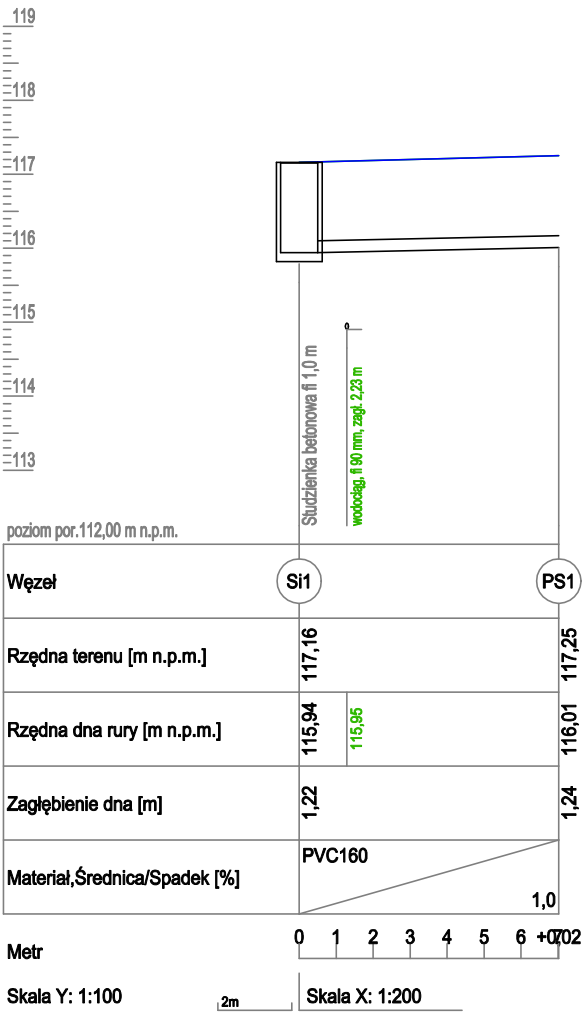 119
118
117
116
115
114
113
Studzienka betonowa fi 1,0 m
wodociąg, fi 90 mm, zagł. 2,23 m
poziom por.112,00 m n.p.m.
Węzeł
Si1
PS1
Rzędna terenu [m n.p.m.]
117,16
117,25
Rzędna dna rury [m n.p.m.]
115,94
115,95
116,01
Zagłębienie dna [m]
1,22
1,24
Materiał,Średnica/Spadek [%]
PVC160
1,0
Metr
0 1 2 3 4 5 6
Skala Y: 1:100
2m
Skala X: 1:200